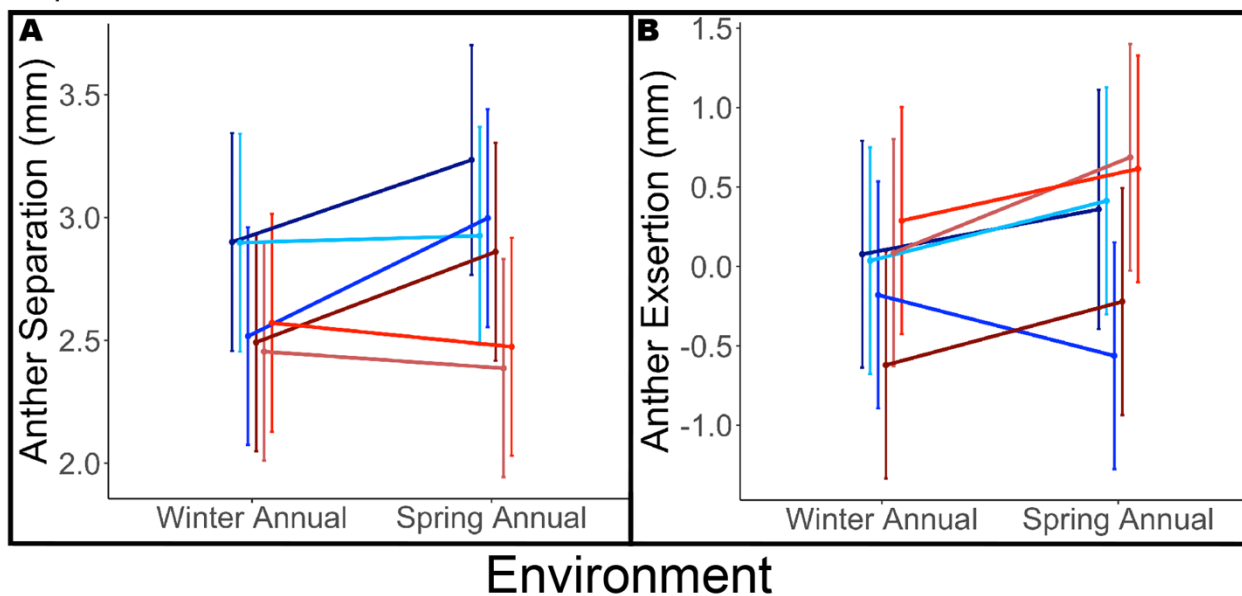 A
Anther Separation (mm)
3.5
3.0
2.5
2.0
Winter Annual
Spring Annual
B
Anther Exsertion (mm)
1.5
1.0
0.5
0.0
-0.5
-1.0
Winter Annual
Spring Annual
Environment